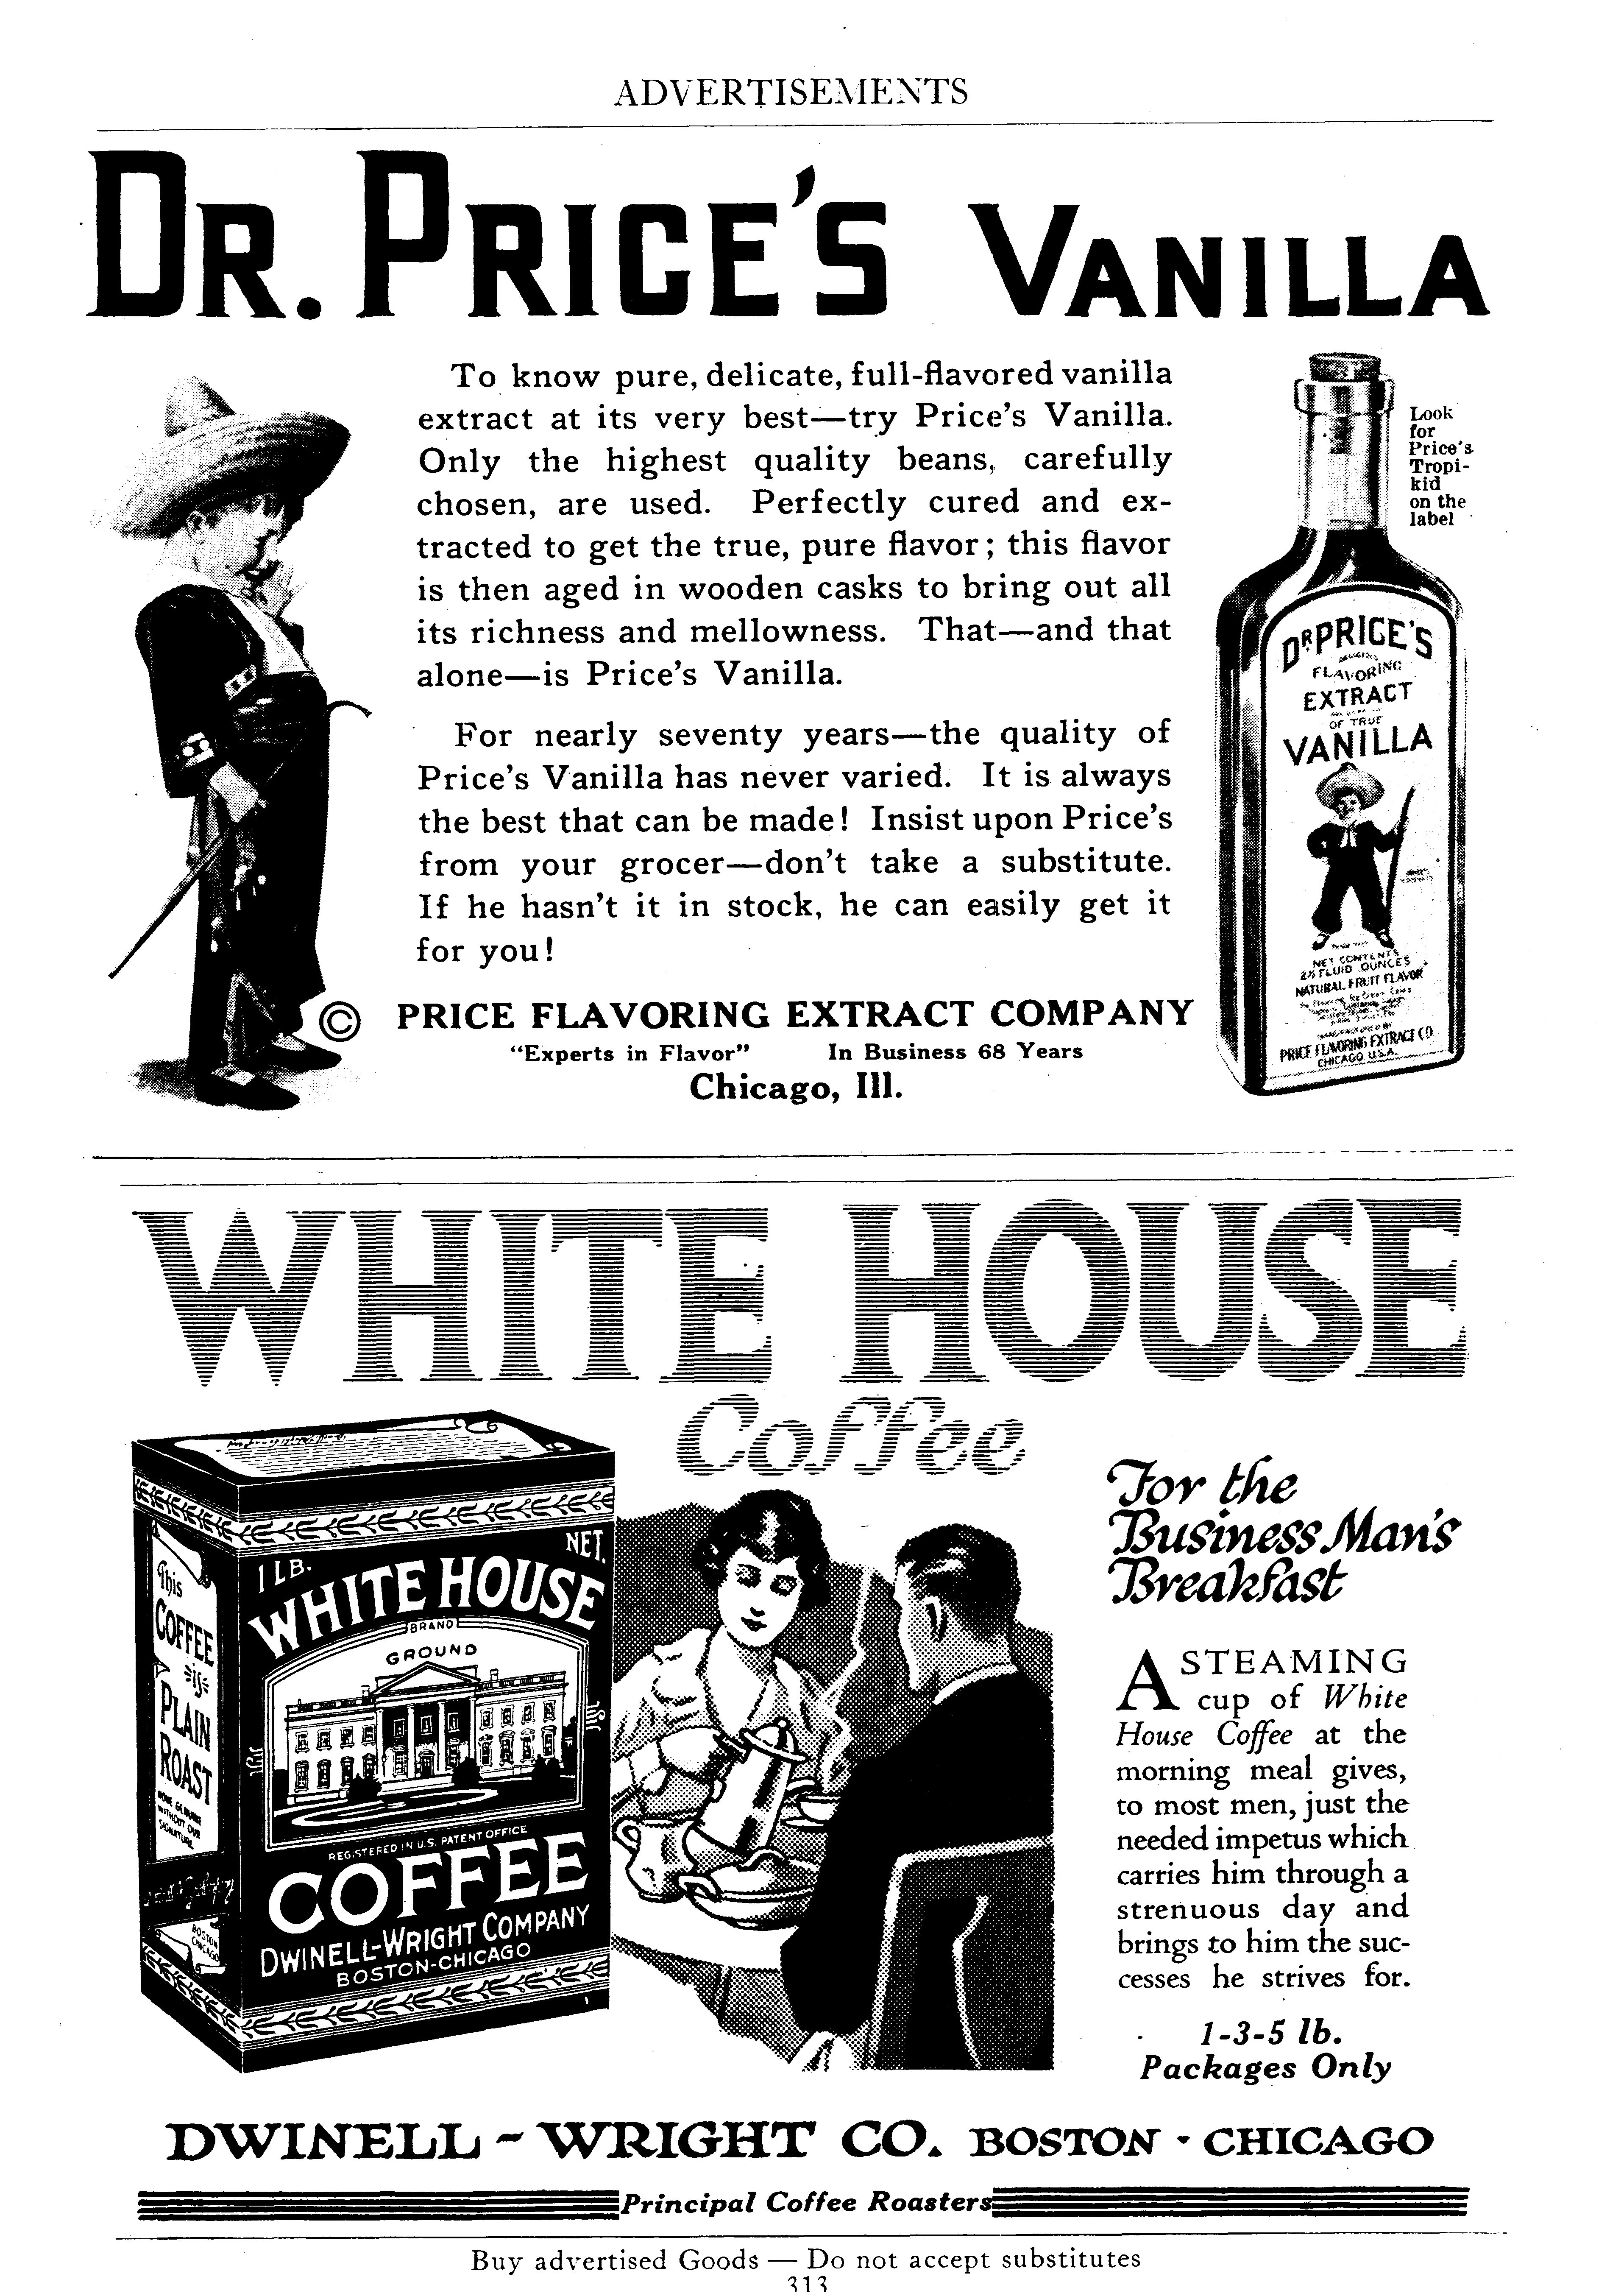 ADVERTISEMENTS
DR. PRICE'S VANILLA
To know pure, delicate, full-flavored vanilla
extract at its very best—try Price's Vanilla.
Only the highest quality beans, carefully
chosen, are used. Perfectly cured and ex-
tracted to get the true, pure flavor; this flavor
is then aged in wooden casks to bring out all
its richness and mellowness. That—and that
alone—is Price's Vanilla.
For nearly seventy years—the quality of
Price's Vanilla has never varied. It is always
the best that can be made! Insist upon Price's
from your grocer—don't take a substitute.
If he hasn't it in stock, he can easily get it
for you!
©
PRICE FLAVORING EXTRACT COMPANY
"Experts in Flavor" In Business 68 Years
Chicago, Ill.
Look
for
Price's
Tropi-
kid
on the
label
DR PRICE'S
FLAVORING
EXTRACT
OF TRUE
VANILLA
NET CONTENTS
2½ FLUID OUNCES
NATURAL FRUIT FLAVOR
MANUFACTURED BY
PRICE FLAVORING EXTRACT CO.
CHICAGO U.S.A.
WHITE HOUSE
Coffee
1 LB. NET.
WHITE HOUSE
BRAND
GROUND
REGISTERED IN U.S. PATENT OFFICE
COFFEE
DWINELL-WRIGHT COMPANY
BOSTON-CHICAGO
This
COFFEE
is
PLAIN
ROAST
NONE GENUINE
WITHOUT OUR
SIGNATURE
BOSTON
CHICAGO
For the
Business Man's
Breakfast
A STEAMING
cup of White
House Coffee at the
morning meal gives,
to most men, just the
needed impetus which
carries him through a
strenuous day and
brings to him the suc-
cesses he strives for.
1-3-5 lb.
Packages Only
DWINELL-WRIGHT CO. BOSTON - CHICAGO
Principal Coffee Roasters
Buy advertised Goods — Do not accept substitutes
313